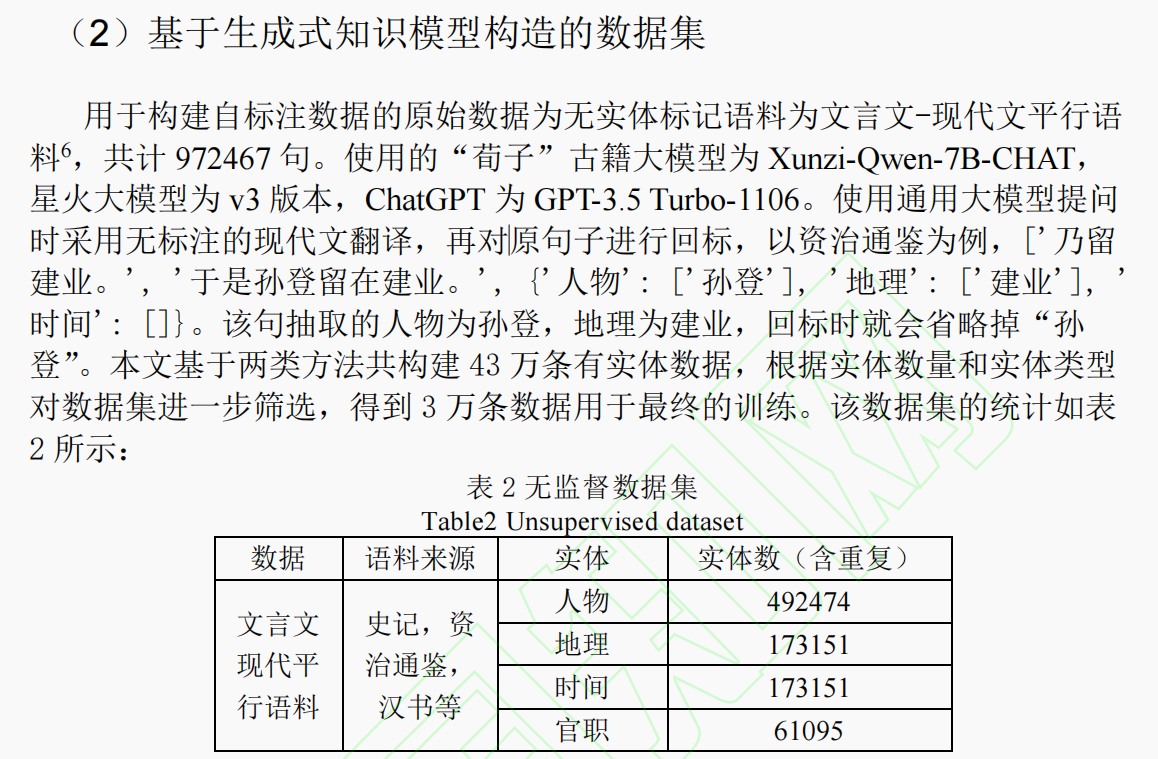 （2）基于生成式知识模型构造的数据集
用于构建自标注数据的原始数据为无实体标记语料为文言文-现代文平行语
料6，共计 972467 句。使用的“荀子”古籍大模型为 Xunzi-Qwen-7B-CHAT，
星火大模型为 v3 版本，ChatGPT 为 GPT-3.5 Turbo-1106。使用通用大模型提问
时采用无标注的现代文翻译，再对原句子进行回标，以资治通鉴为例，['乃留
建业。', '于是孙登留在建业。', {'人物': ['孙登'], '地理': ['建业'], '
时间': []}。该句抽取的人物为孙登，地理为建业，回标时就会省略掉“孙
登”。本文基于两类方法共构建 43 万条有实体数据，根据实体数量和实体类型
对数据集进一步筛选，得到 3 万条数据用于最终的训练。该数据集的统计如表
2 所示：
表 2 无监督数据集
Table2 Unsupervised dataset
数据 语料来源 实体 实体数（含重复）
文言文
现代平
行语料
史记，资
治通鉴，
汉书等
人物 492474
地理 173151
时间 173151
官职 61095